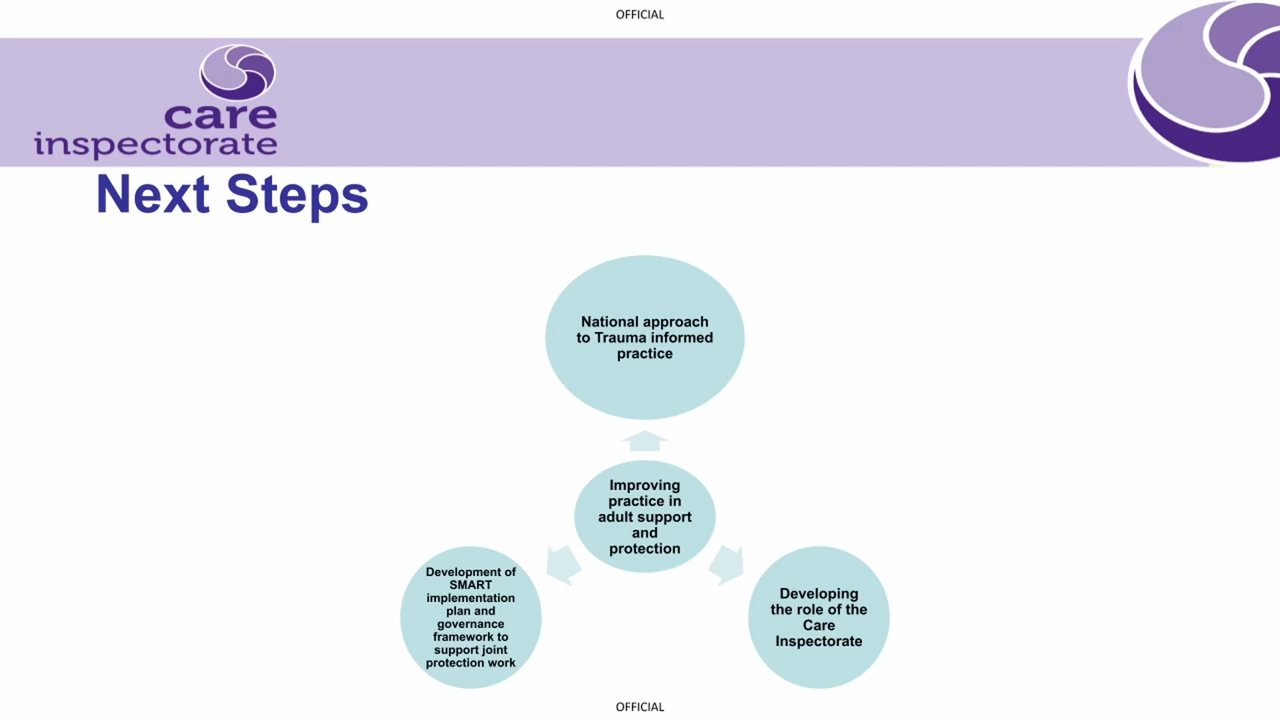 OFFICIAL
care
inspectorate
Next Steps
National approach
to Trauma informed
practice
Improving
practice in
adult support
and
protection
Development of
SMART
implementation
plan and
governance
framework to
support joint
protection work
Developing
the role of the
Care
Inspectorate
OFFICIAL